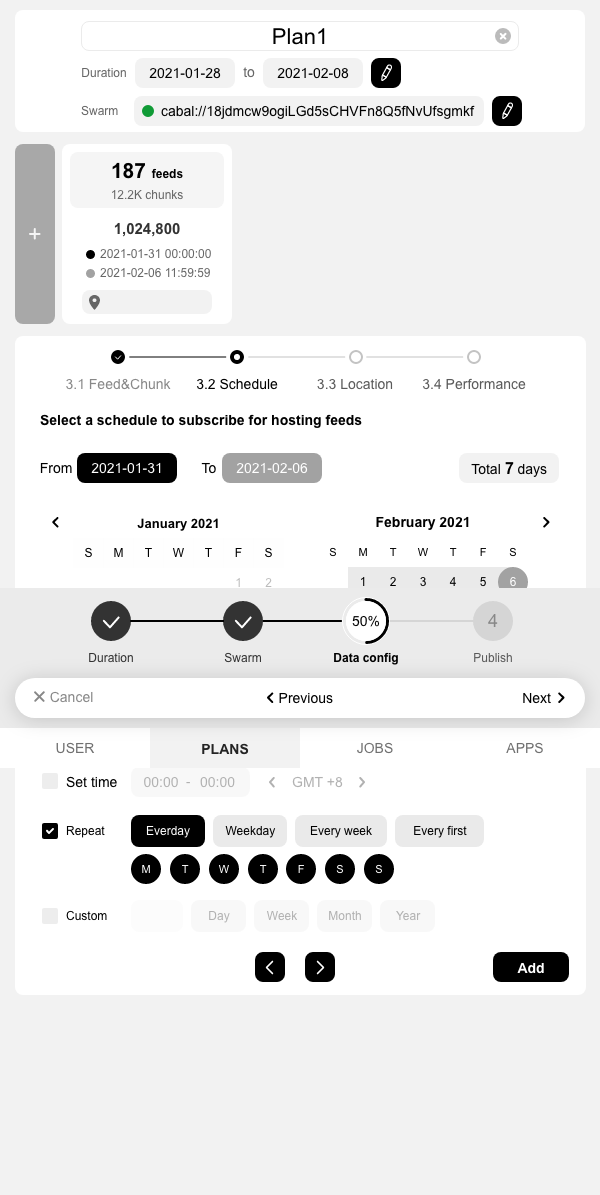 Plan1
Duration 2021-01-28 to 2021-02-08
Swarm cabal://18jdmcw9ogiLGd5sCHVFn8Q5fNvUfsgmkf
+
187 feeds
12.2K chunks
1,024,800
2021-01-31 00:00:00
2021-02-06 11:59:59
3.1 Feed&Chunk 3.2 Schedule 3.3 Location 3.4 Performance
Select a schedule to subscribe for hosting feeds
From 2021-01-31 To 2021-02-06 Total 7 days
January 2021 February 2021
S M T W T F S S M T W T F S
1 2 1 2 3 4 5 6
50% 4
Duration Swarm Data config Publish
Cancel Previous Next
USER PLANS JOBS APPS
Set time 00:00 - 00:00 GMT +8
Repeat Everday Weekday Every week Every first
M T W T F S S
Custom Day Week Month Year
Add